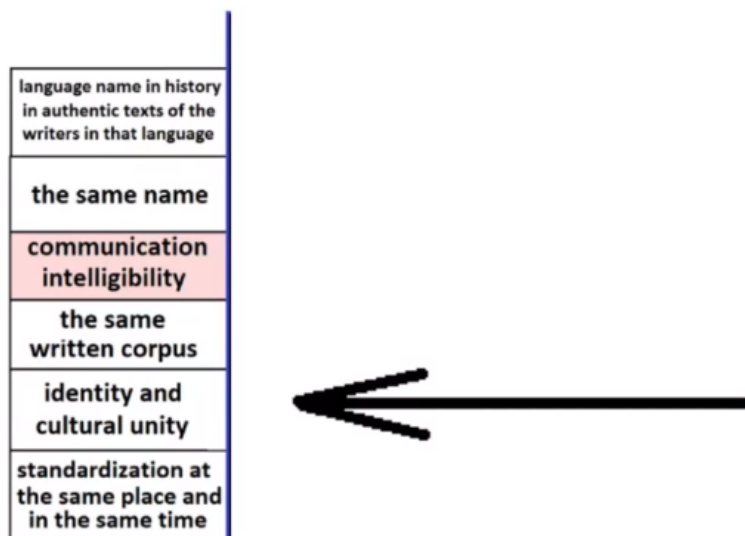 language name in history
in authentic texts of the
writers in that language
the same name
communication
intelligibility
the same
written corpus
identity and
cultural unity
standardization at
the same place and
in the same time